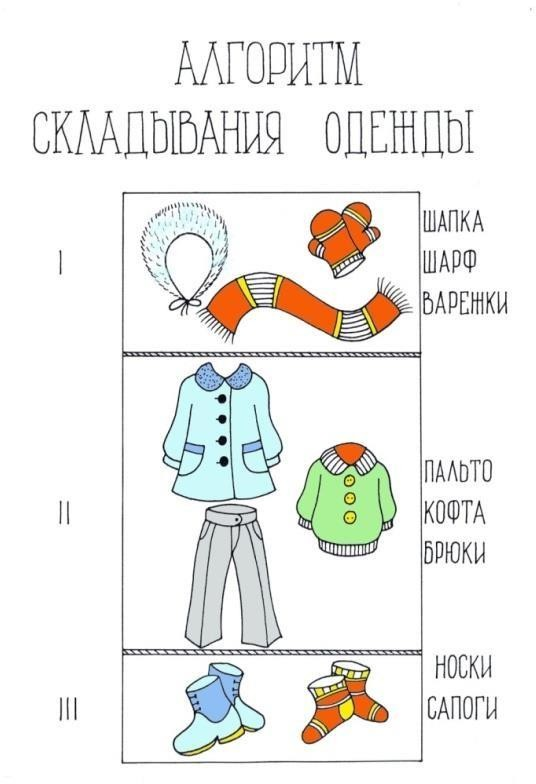 АЛГОРИТМ
СКЛАДЫВАНИЯ ОДЕЖДЫ
I
ШАПКА
ШАРФ
ВАРЕЖКИ
II
ПАЛЬТО
КОФТА
БРЮКИ
III
НОСКИ
САПОГИ